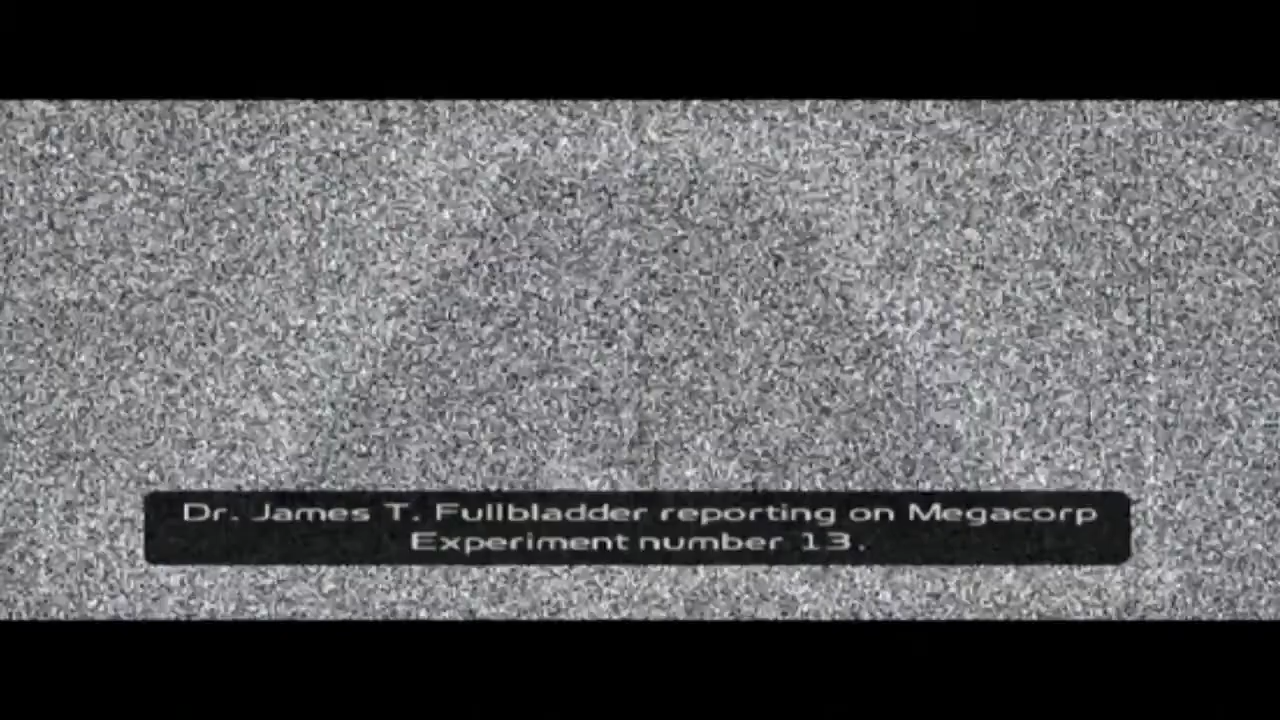 Dr. James T. Fullbladder reporting on Megacorp
Experiment number 13.